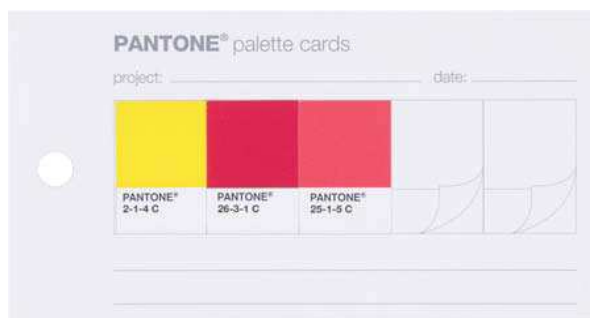 PANTONE® palette cards
project: date:
PANTONE® PANTONE® PANTONE®
2-1-4 C 26-3-1 C 25-1-5 C